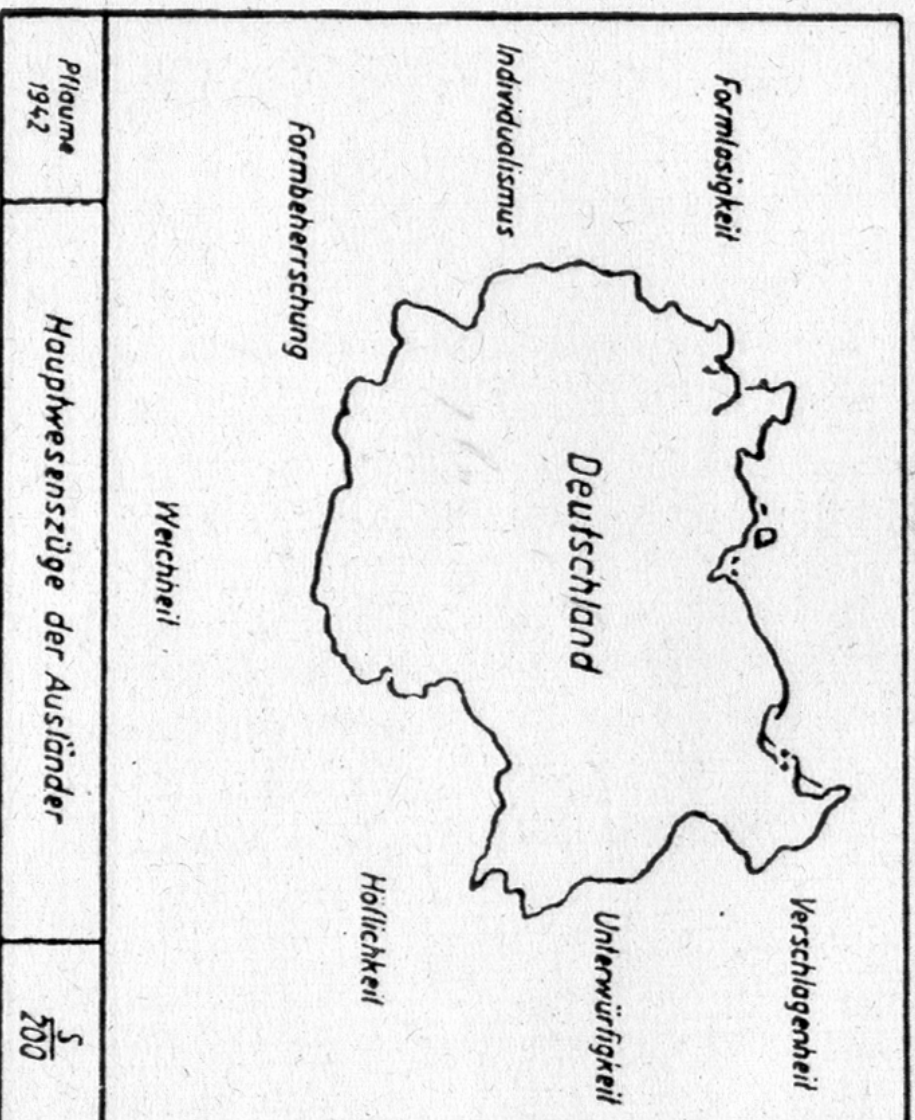 Formlosigkeit
Verschlagenheit
Individualismus
Deutschland
Unterwürfigkeit
Formbeherrschung
Höflichkeit
Weichheit
Pflaume
1942
Hauptwesenszüge der Ausländer
S
200